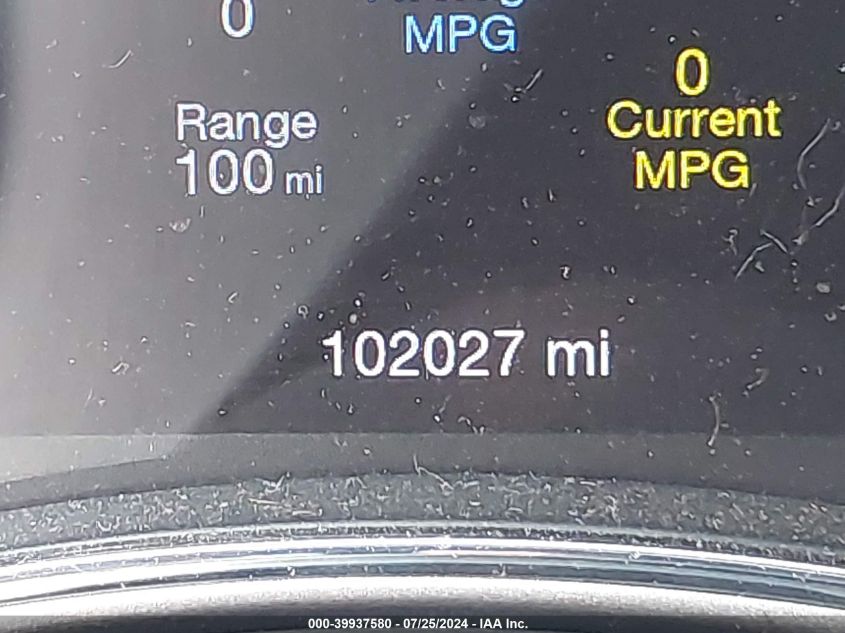 0
MPG
0
Current
MPG
Range
100 mi
102027 mi
000-39937580 - 07/25/2024 - IAA Inc.